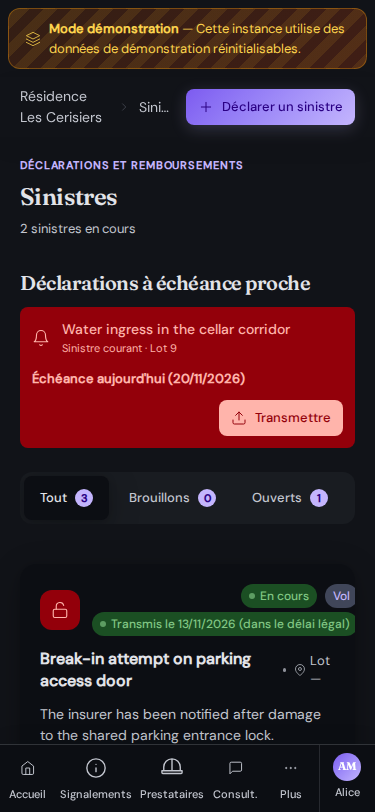 Mode démonstration — Cette instance utilise des
données de démonstration réinitialisables.
Résidence
Les Cerisiers
Sini...
Déclarer un sinistre
DÉCLARATIONS ET REMBOURSEMENTS
Sinistres
2 sinistres en cours
Déclarations à échéance proche
Water ingress in the cellar corridor
Sinistre courant · Lot 9
Échéance aujourd'hui (20/11/2026)
Transmettre
Tout 3 Brouillons 0 Ouverts 1
En cours Vol
Transmis le 13/11/2026 (dans le délai légal)
Break-in attempt on parking
access door
• Lot
—
The insurer has been notified after damage
to the shared parking entrance lock.
AM
Accueil Signalements Prestataires Consult. Plus Alice